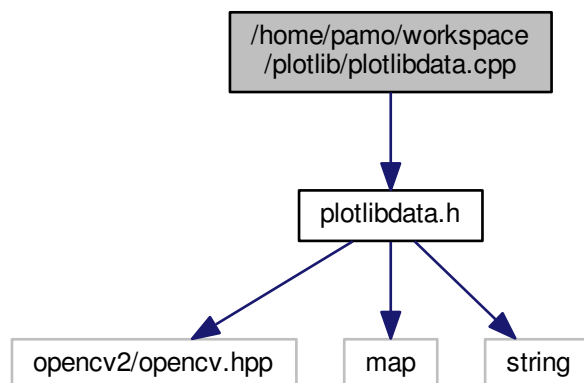 /home/pamo/workspace
/plotlib/plotlibdata.cpp
plotlibdata.h
opencv2/opencv.hpp
map
string